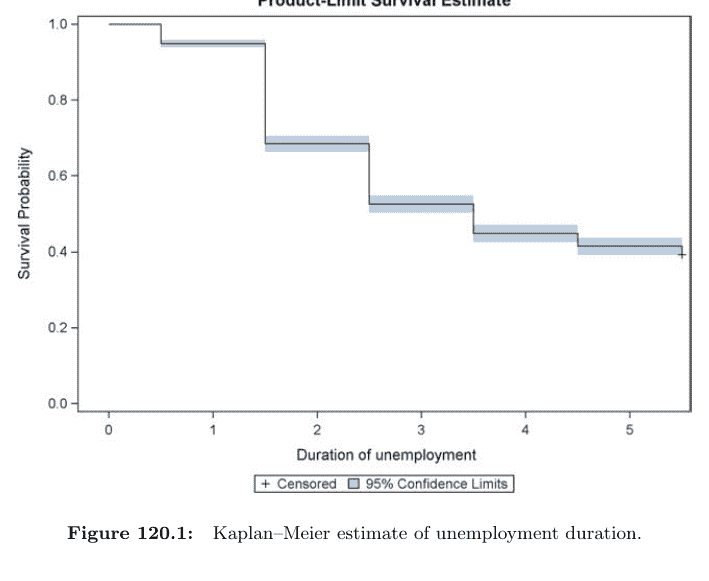 Product-Limit Survival Estimate
1.0
0.8
0.6
0.4
0.2
0.0
Survival Probability
0 1 2 3 4 5
Duration of unemployment
+ Censored 95% Confidence Limits
Figure 120.1: Kaplan–Meier estimate of unemployment duration.